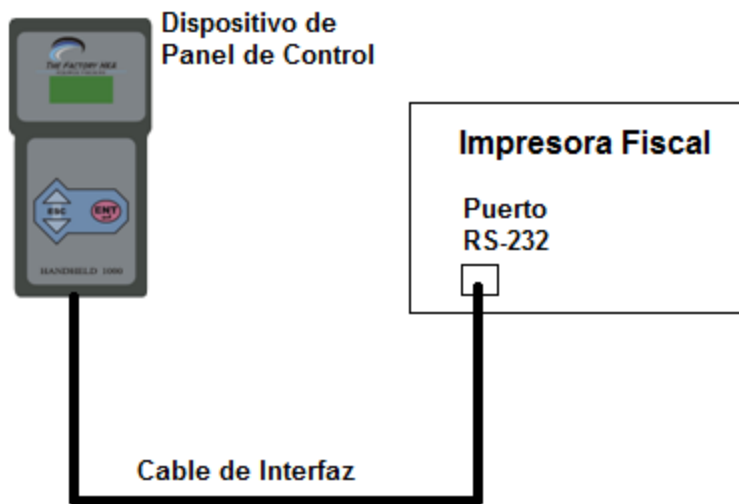 Dispositivo de
Panel de Control
THE FACTORY HKA
ESC
ENT
HANDHELD 1000
Impresora Fiscal
Puerto
RS-232
Cable de Interfaz